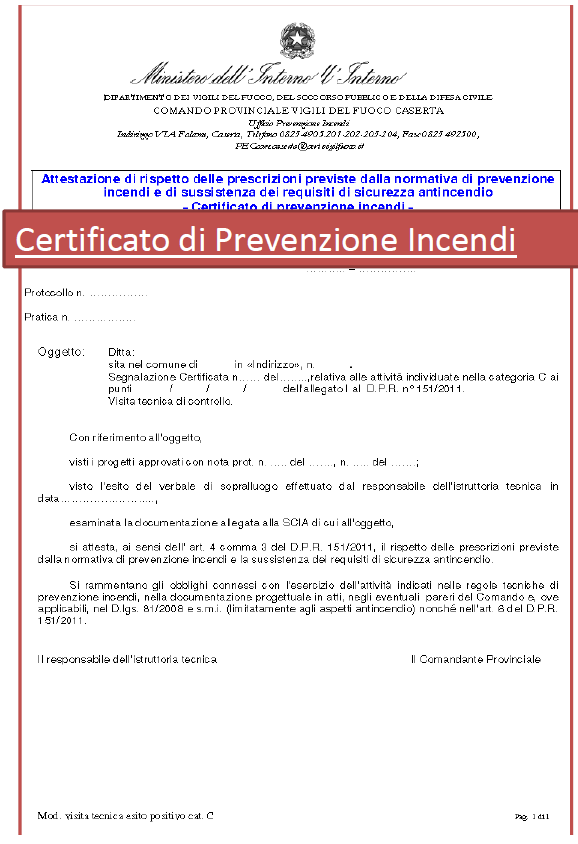 Ministero dell'Interno l'Interno
DIPARTIMENTO DEI VIGILI DEL FUOCO, DEL SOCCORSO PUBBLICO E DELLA DIFESA CIVILE
COMANDO PROVINCIALE VIGILI DEL FUOCO CASERTA
Ufficio Prevenzione Incendi
Indirizzo VIA Falcone, Caserta, Telefono 0823-4905.201-202-203-204, Fax 0823 492500,
Attestazione di rispetto delle prescrizioni previste dalla normativa di prevenzione
incendi e di sussistenza dei requisiti di sicurezza antincendio
- Certificato di prevenzione incendi -
Certificato di Prevenzione Incendi
........... – ................
Protocollo n. ................
Pratica n. .................
Oggetto: Ditta:
sita nel comune di in «Indirizzo», n. .
Segnalazione Certificata n...... del........,relativa alle attività individuate nella categoria C ai
punti / / / dell'allegato I al D.P.R. n° 151/2011.
Visita tecnica di controllo.
Con riferimento all'oggetto,
visti i progetti approvati con nota prot. n. ..... del ......., n. ..... del .......;
visto l'esito del verbale di sopralluogo effettuato dal responsabile dell'istruttoria tecnica in
data..........................,
esaminata la documentazione allegata alla SCIA di cui all'oggetto,
si attesta, ai sensi dell' art. 4 comma 3 del D.P.R. 151/2011, il rispetto delle prescrizioni previste
dalla normativa di prevenzione incendi e la sussistenza dei requisiti di sicurezza antincendio.
Si rammentano gli obblighi connessi con l'esercizio dell'attività indicati nelle regole tecniche di
prevenzione incendi, nella documentazione progettuale in atti, negli eventuali pareri del Comando e, ove
applicabili, nel D.lgs. 81/2008 e s.m.i. (limitatamente agli aspetti antincendio) nonché nell'art. 6 del D.P.R.
151/2011.
Il responsabile dell'istruttoria tecnica Il Comandante Provinciale
Mod. visita tecnica esito positivo cat. C Pag. 1 di 1